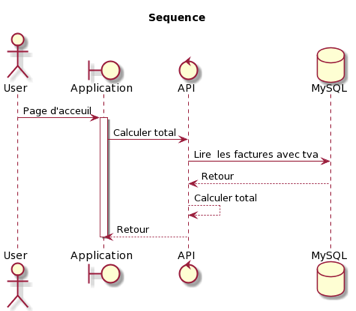 Sequence
User
Application
API
MySQL
Page d'acceuil
Calculer total
Lire  les factures avec tva
Retour
Calculer total
Retour
User
Application
API
MySQL